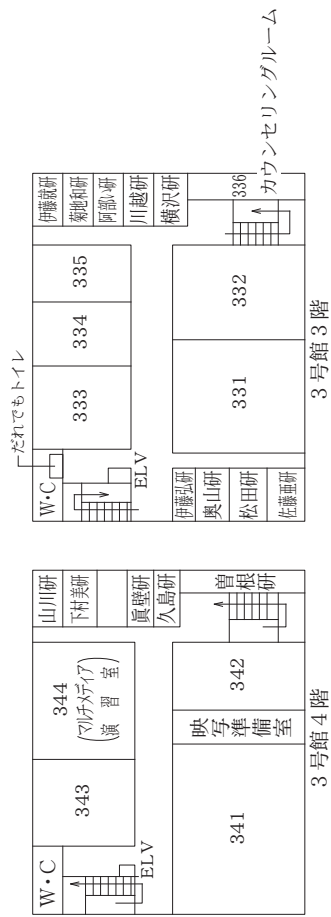 W・C
343
344
(マルチメディア
演習室)
山川研
下村美研
眞壁研
久島研
曽根研
ELV
341
映写準備室
342
3号館4階
だれでもトイレ
W・C
333
334
335
伊藤就研
菊地和研
阿部い研
川越研
横沢研
ELV
伊藤弘研
奥山研
松田研
佐藤亜研
331
332
336
カウンセリングルーム
3号館3階